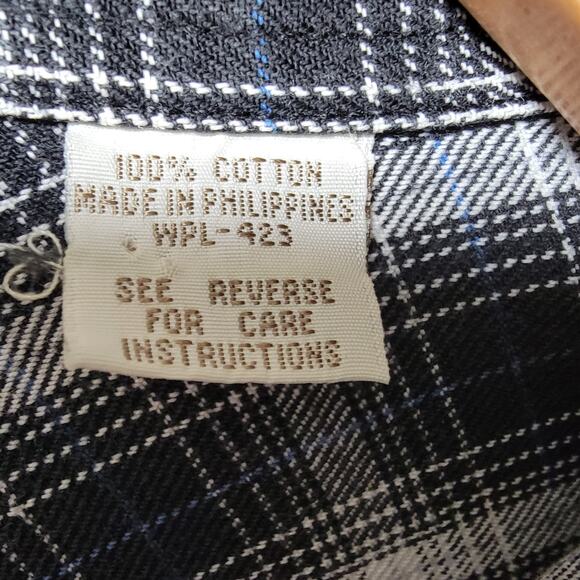 100% COTTON
MADE IN PHILIPPINES
WPL-423
SEE REVERSE
FOR CARE
INSTRUCTIONS